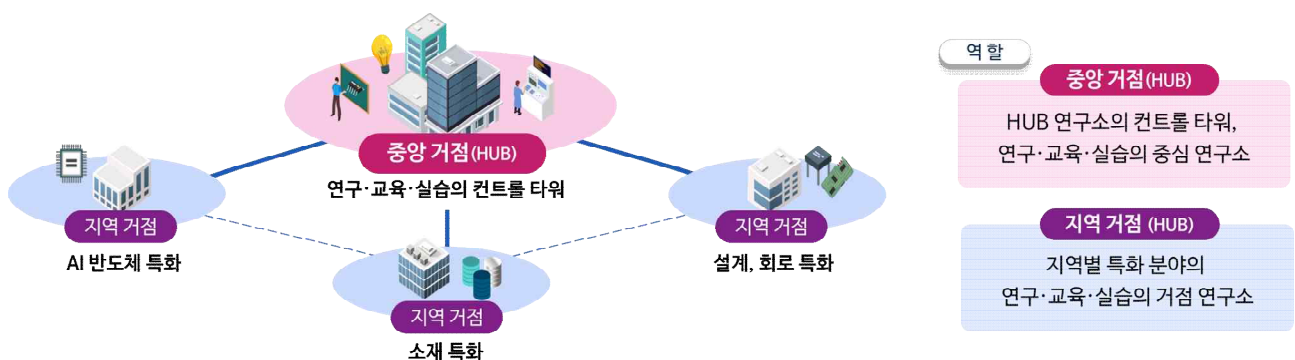 중앙 거점(HUB)
연구·교육·실습의 컨트롤 타워
지역 거점
AI 반도체 특화
지역 거점
설계, 회로 특화
지역 거점
소재 특화
역할
중앙 거점(HUB)
HUB 연구소의 컨트롤 타워,
연구·교육·실습의 중심 연구소
지역 거점 (HUB)
지역별 특화 분야의
연구·교육·실습의 거점 연구소